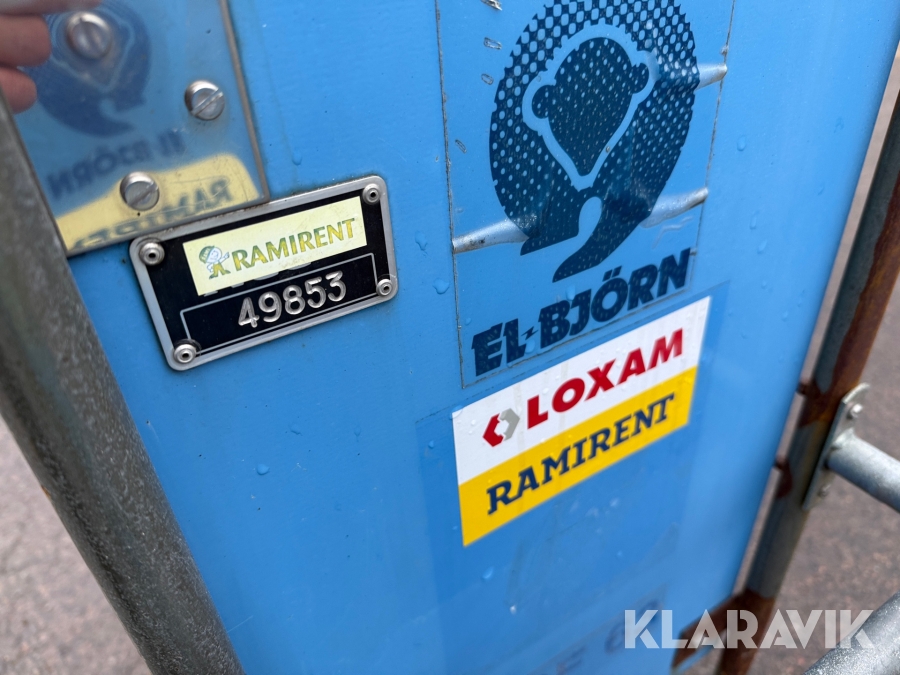 RAMIRENT
49853
EL-BJÖRN
LOXAM
RAMIRENT
KLARAVIK